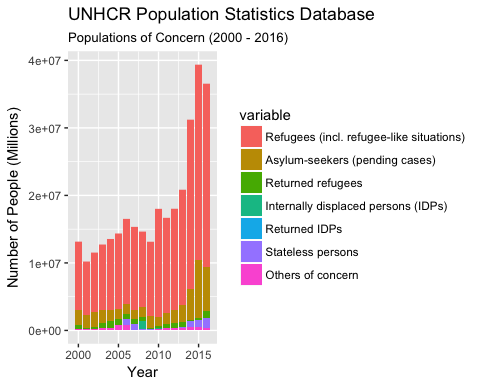 UNHCR Population Statistics Database
Populations of Concern (2000 - 2016)
Number of People (Millions)
4e+07
3e+07
2e+07
1e+07
0e+00
2000
2005
2010
2015
Year
variable
Refugees (incl. refugee-like situations)
Asylum-seekers (pending cases)
Returned refugees
Internally displaced persons (IDPs)
Returned IDPs
Stateless persons
Others of concern